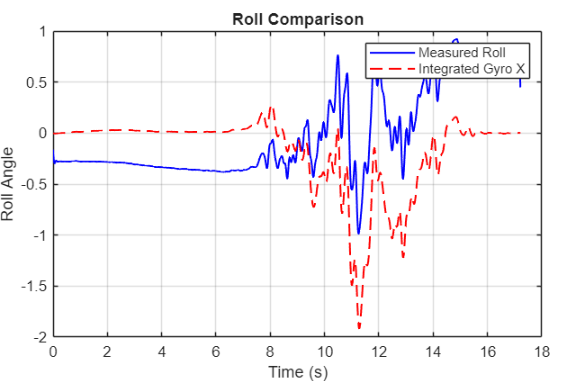 Roll Comparison
1
0.5
0
-0.5
-1
-1.5
-2
Roll Angle
Measured Roll
Integrated Gyro X
0 2 4 6 8 10 12 14 16 18
Time (s)